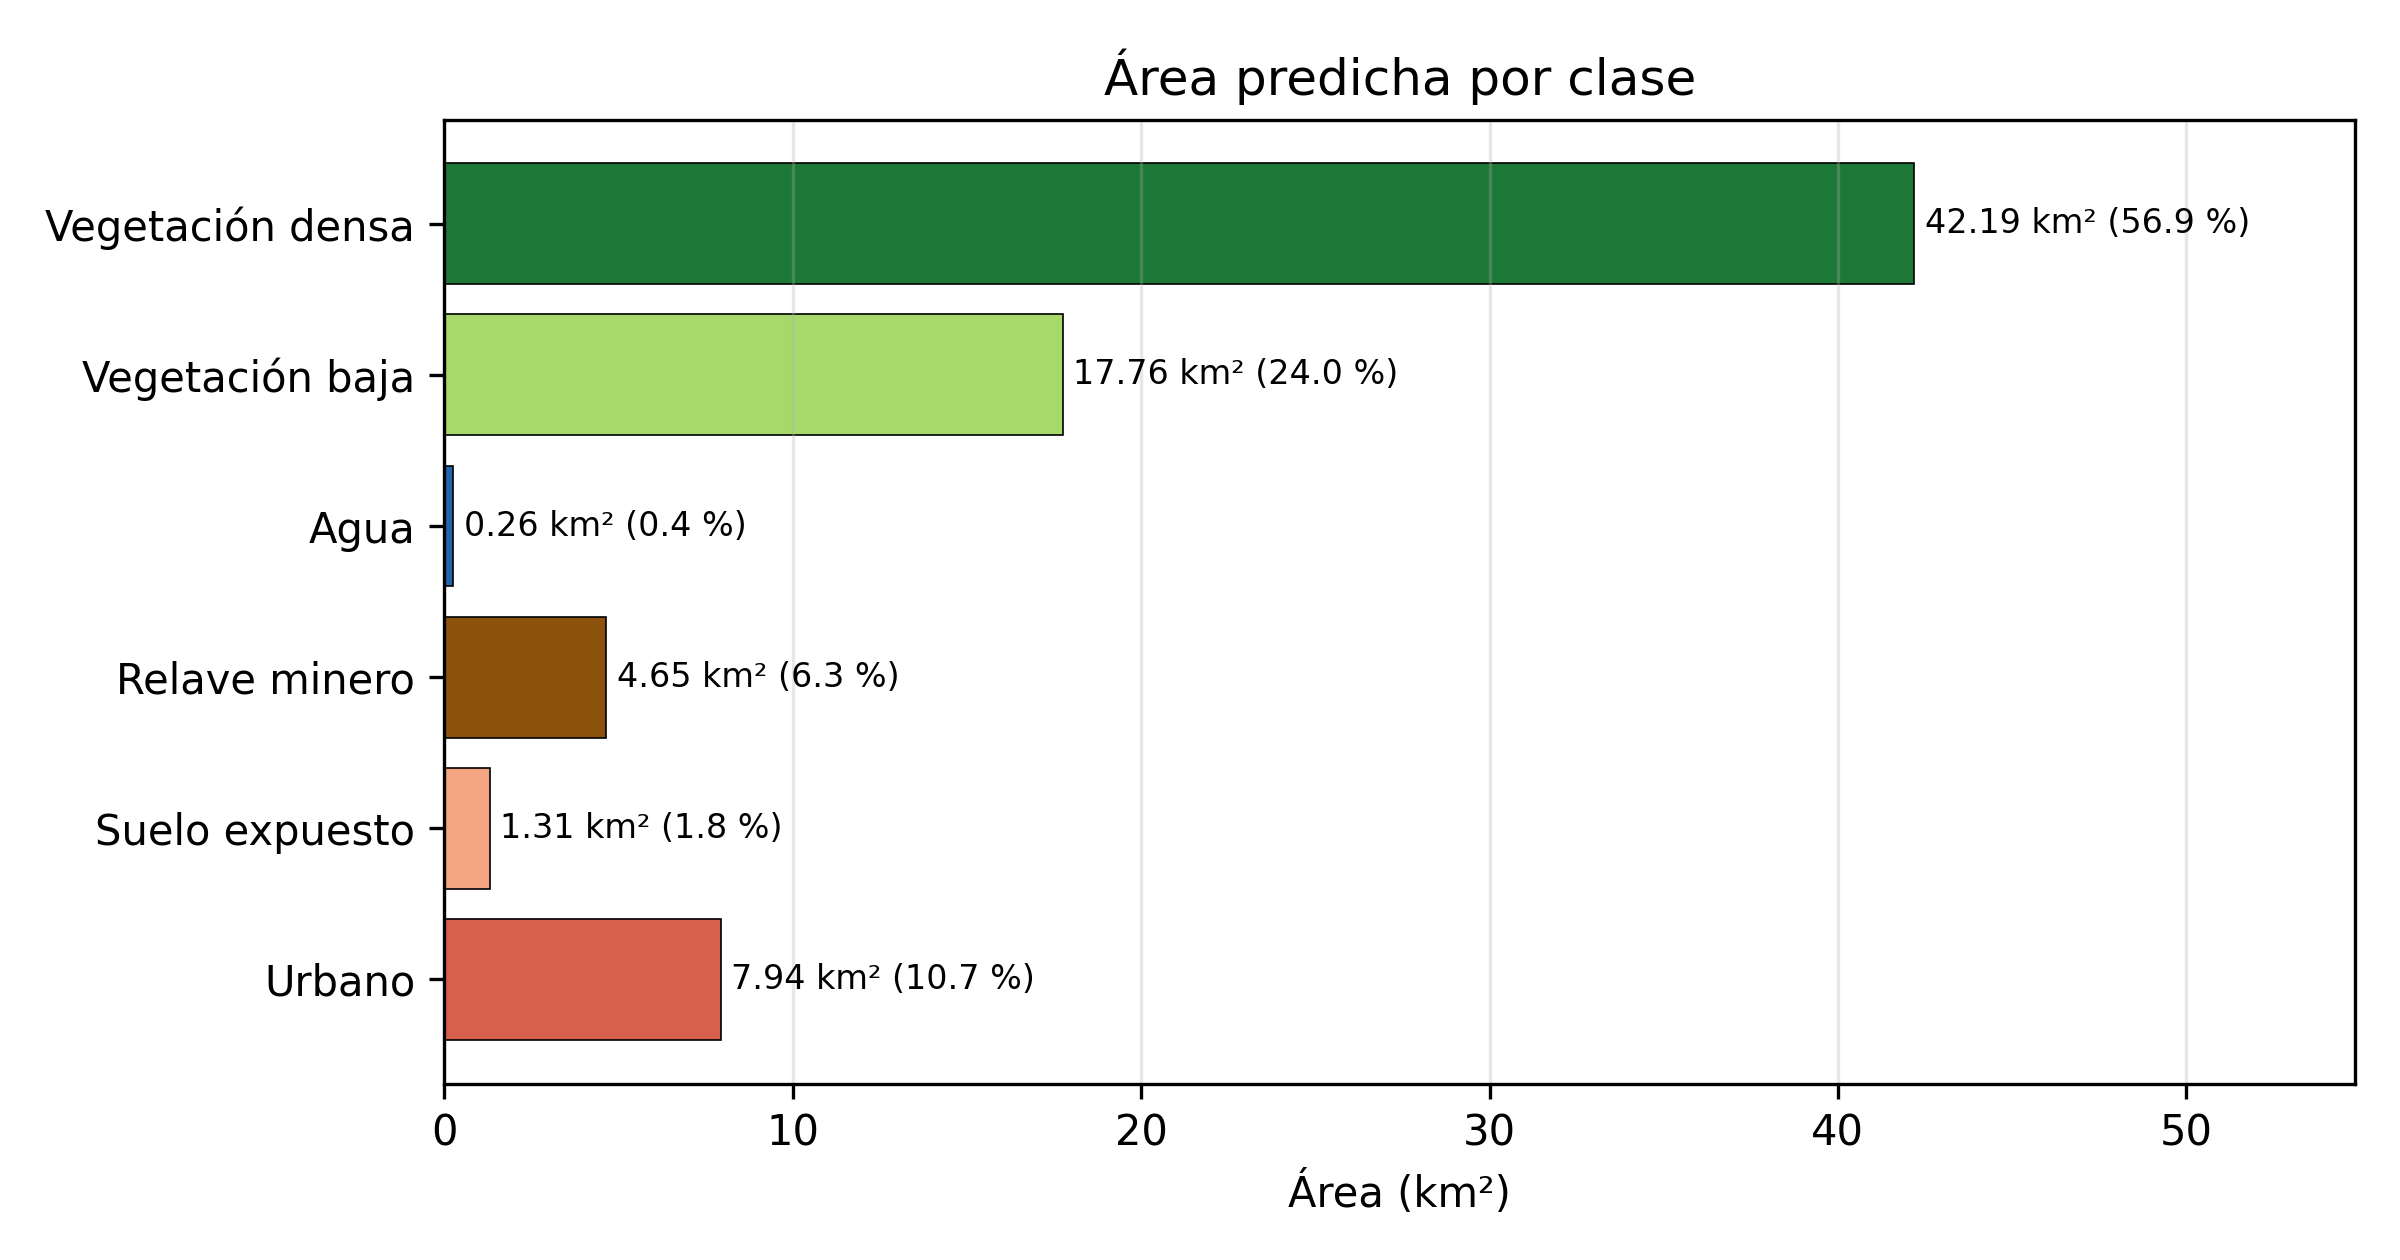 Área predicha por clase
Vegetación densa
42.19 km² (56.9 %)
Vegetación baja
17.76 km² (24.0 %)
Agua
0.26 km² (0.4 %)
Relave minero
4.65 km² (6.3 %)
Suelo expuesto
1.31 km² (1.8 %)
Urbano
7.94 km² (10.7 %)
0 10 20 30 40 50
Área (km²)